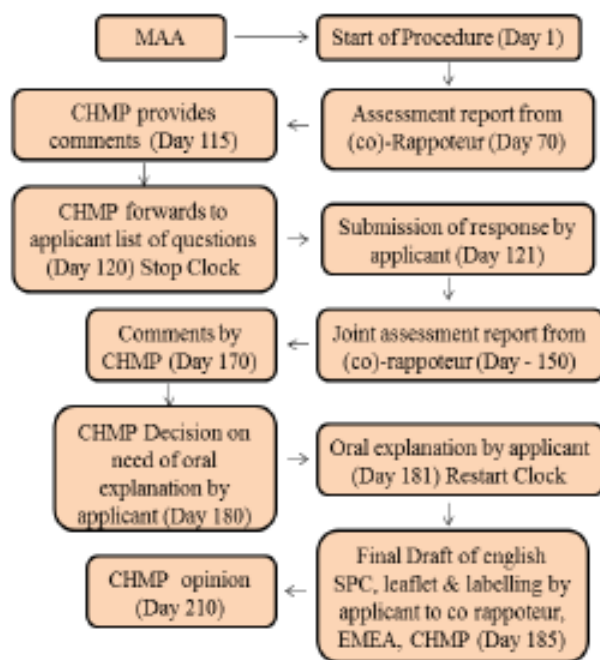 MAA
Start of Procedure (Day 1)
Assessment report from
(co)-Rappoteur (Day 70)
CHMP provides
comments (Day 115)
CHMP forwards to
applicant list of questions
(Day 120) Stop Clock
Submission of response by
applicant (Day 121)
Joint assessment report from
(co)-rappoteur (Day - 150)
Comments by
CHMP (Day 170)
CHMP Decision on
need of oral
explanation by
applicant (Day 180)
Oral explanation by applicant
(Day 181) Restart Clock
Final Draft of english
SPC, leaflet & labelling by
applicant to co rappoteur,
EMEA, CHMP (Day 185)
CHMP opinion
(Day 210)